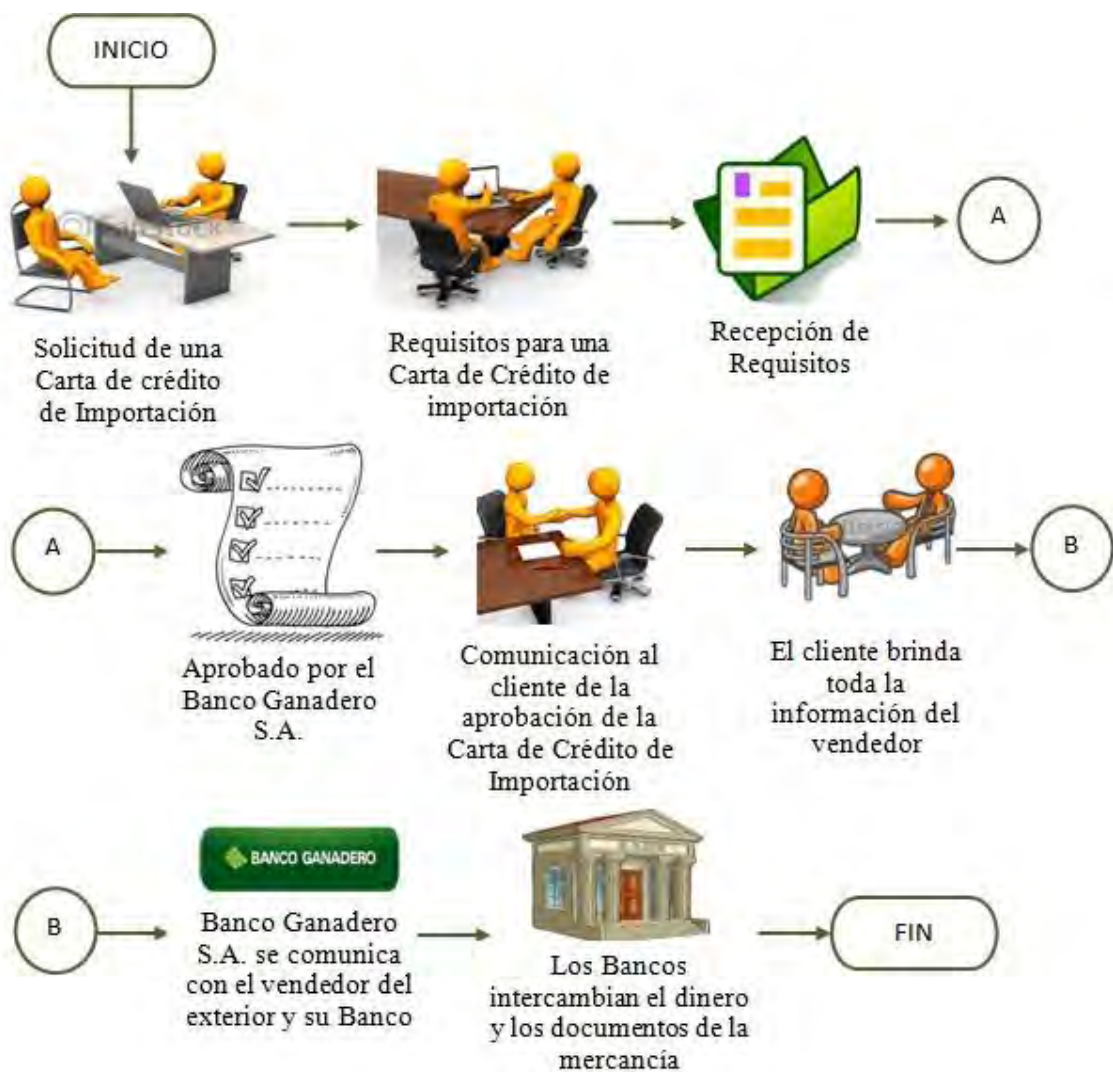 INICIO
A
Solicitud de una
Carta de crédito
de Importación
Requisitos para una
Carta de Crédito de
importación
Recepción de
Requisitos
A
B
Aprobado por el
Banco Ganadero
S.A.
Comunicación al
cliente de la
aprobación de la
Carta de Crédito de
Importación
El cliente brinda
toda la
información del
vendedor
BANCO GANADERO
B
FIN
Banco Ganadero
S.A. se comunica
con el vendedor del
exterior y su Banco
Los Bancos
intercambian el dinero
y los documentos de la
mercancía